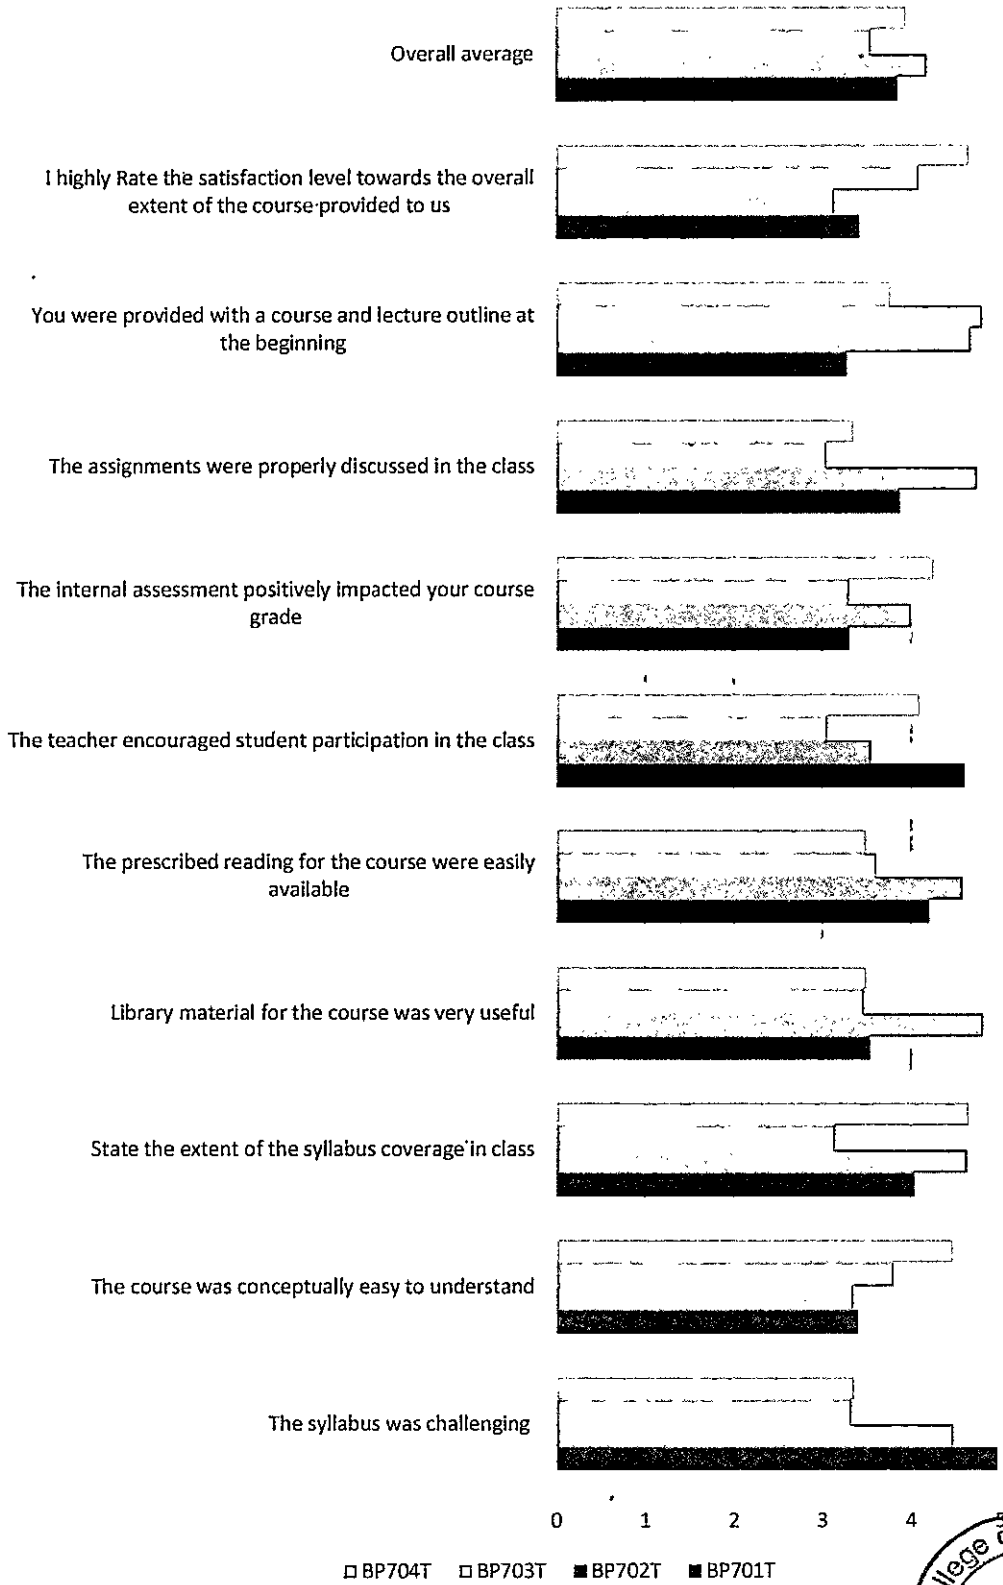 Overall average
I highly Rate the satisfaction level towards the overall
extent of the course provided to us
You were provided with a course and lecture outline at
the beginning
The assignments were properly discussed in the class
The internal assessment positively impacted your course
grade
The teacher encouraged student participation in the class
The prescribed reading for the course were easily
available
Library material for the course was very useful
State the extent of the syllabus coverage in class
The course was conceptually easy to understand
The syllabus was challenging
0 1 2 3 4 5
BP704T BP703T BP702T BP701T
llege